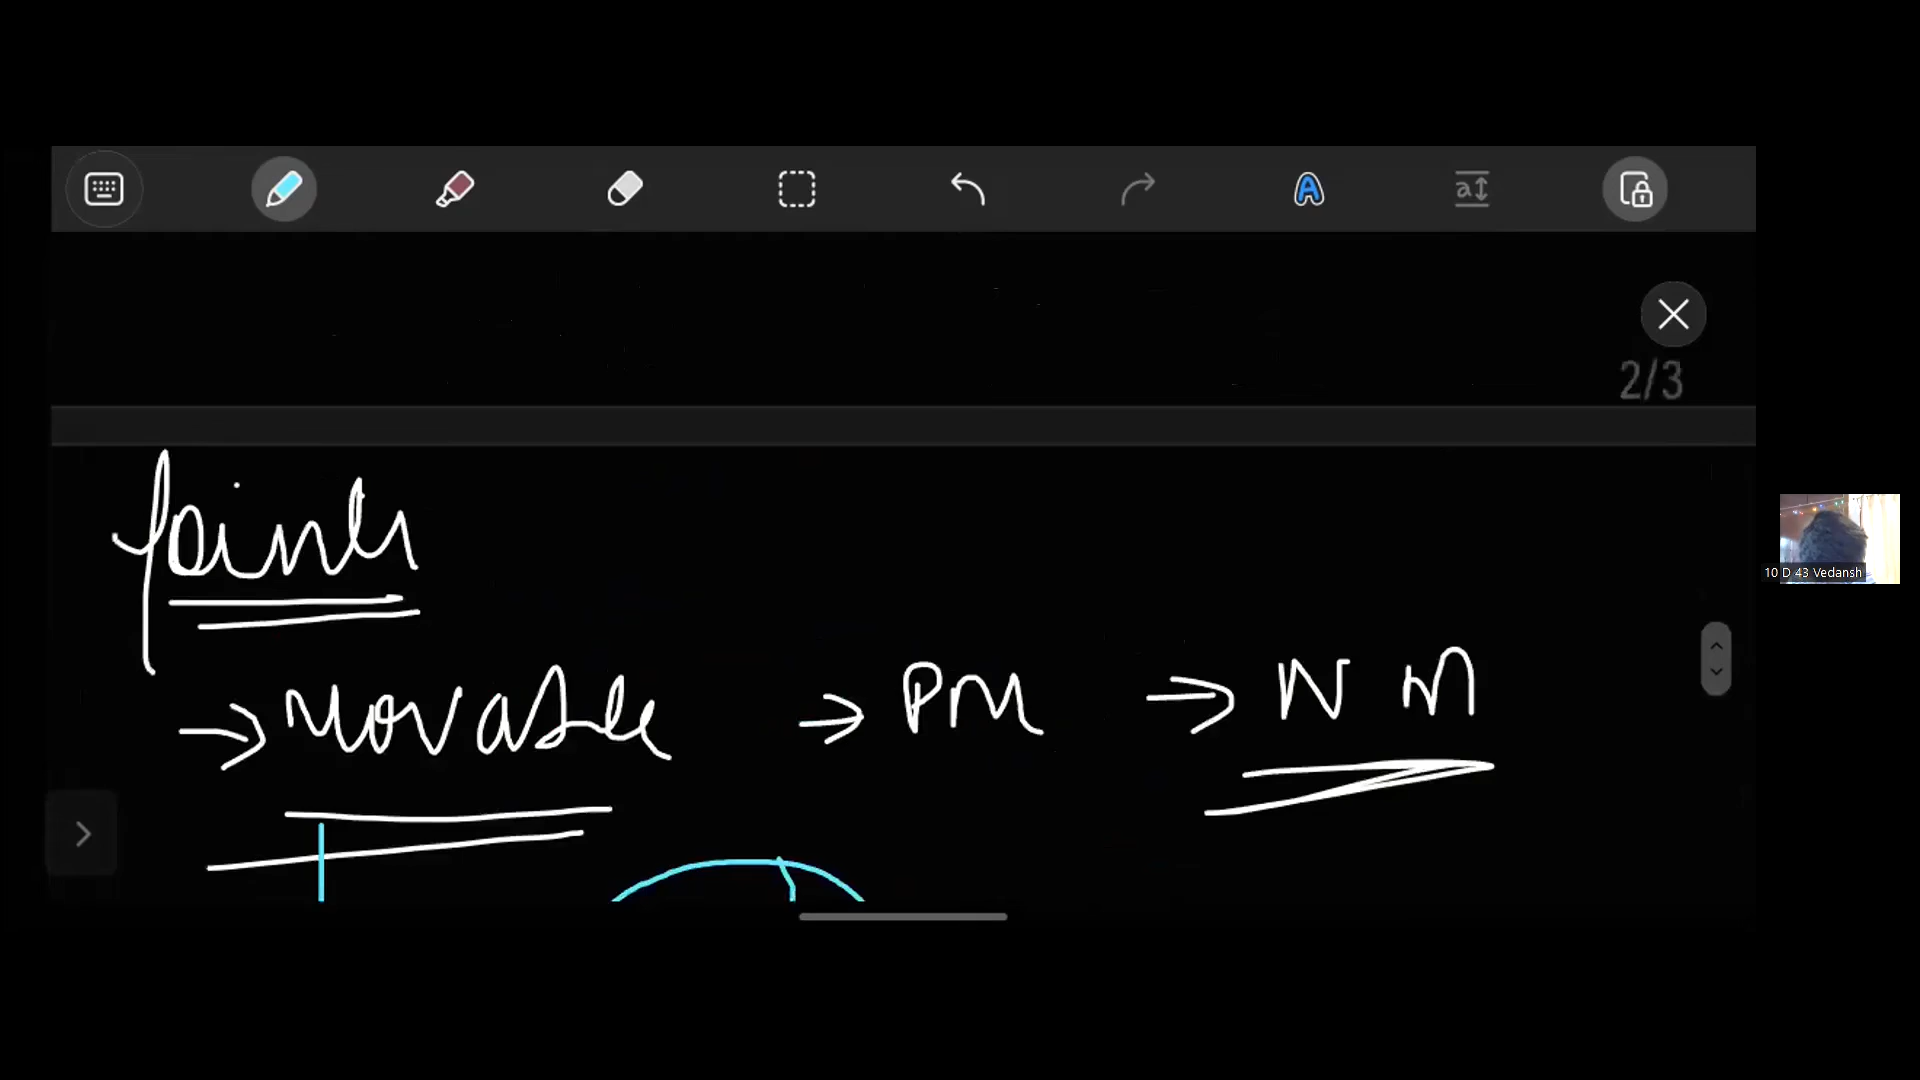 2/3
Joints
10 D 43 Vedansh
→ Movable → PM → N M